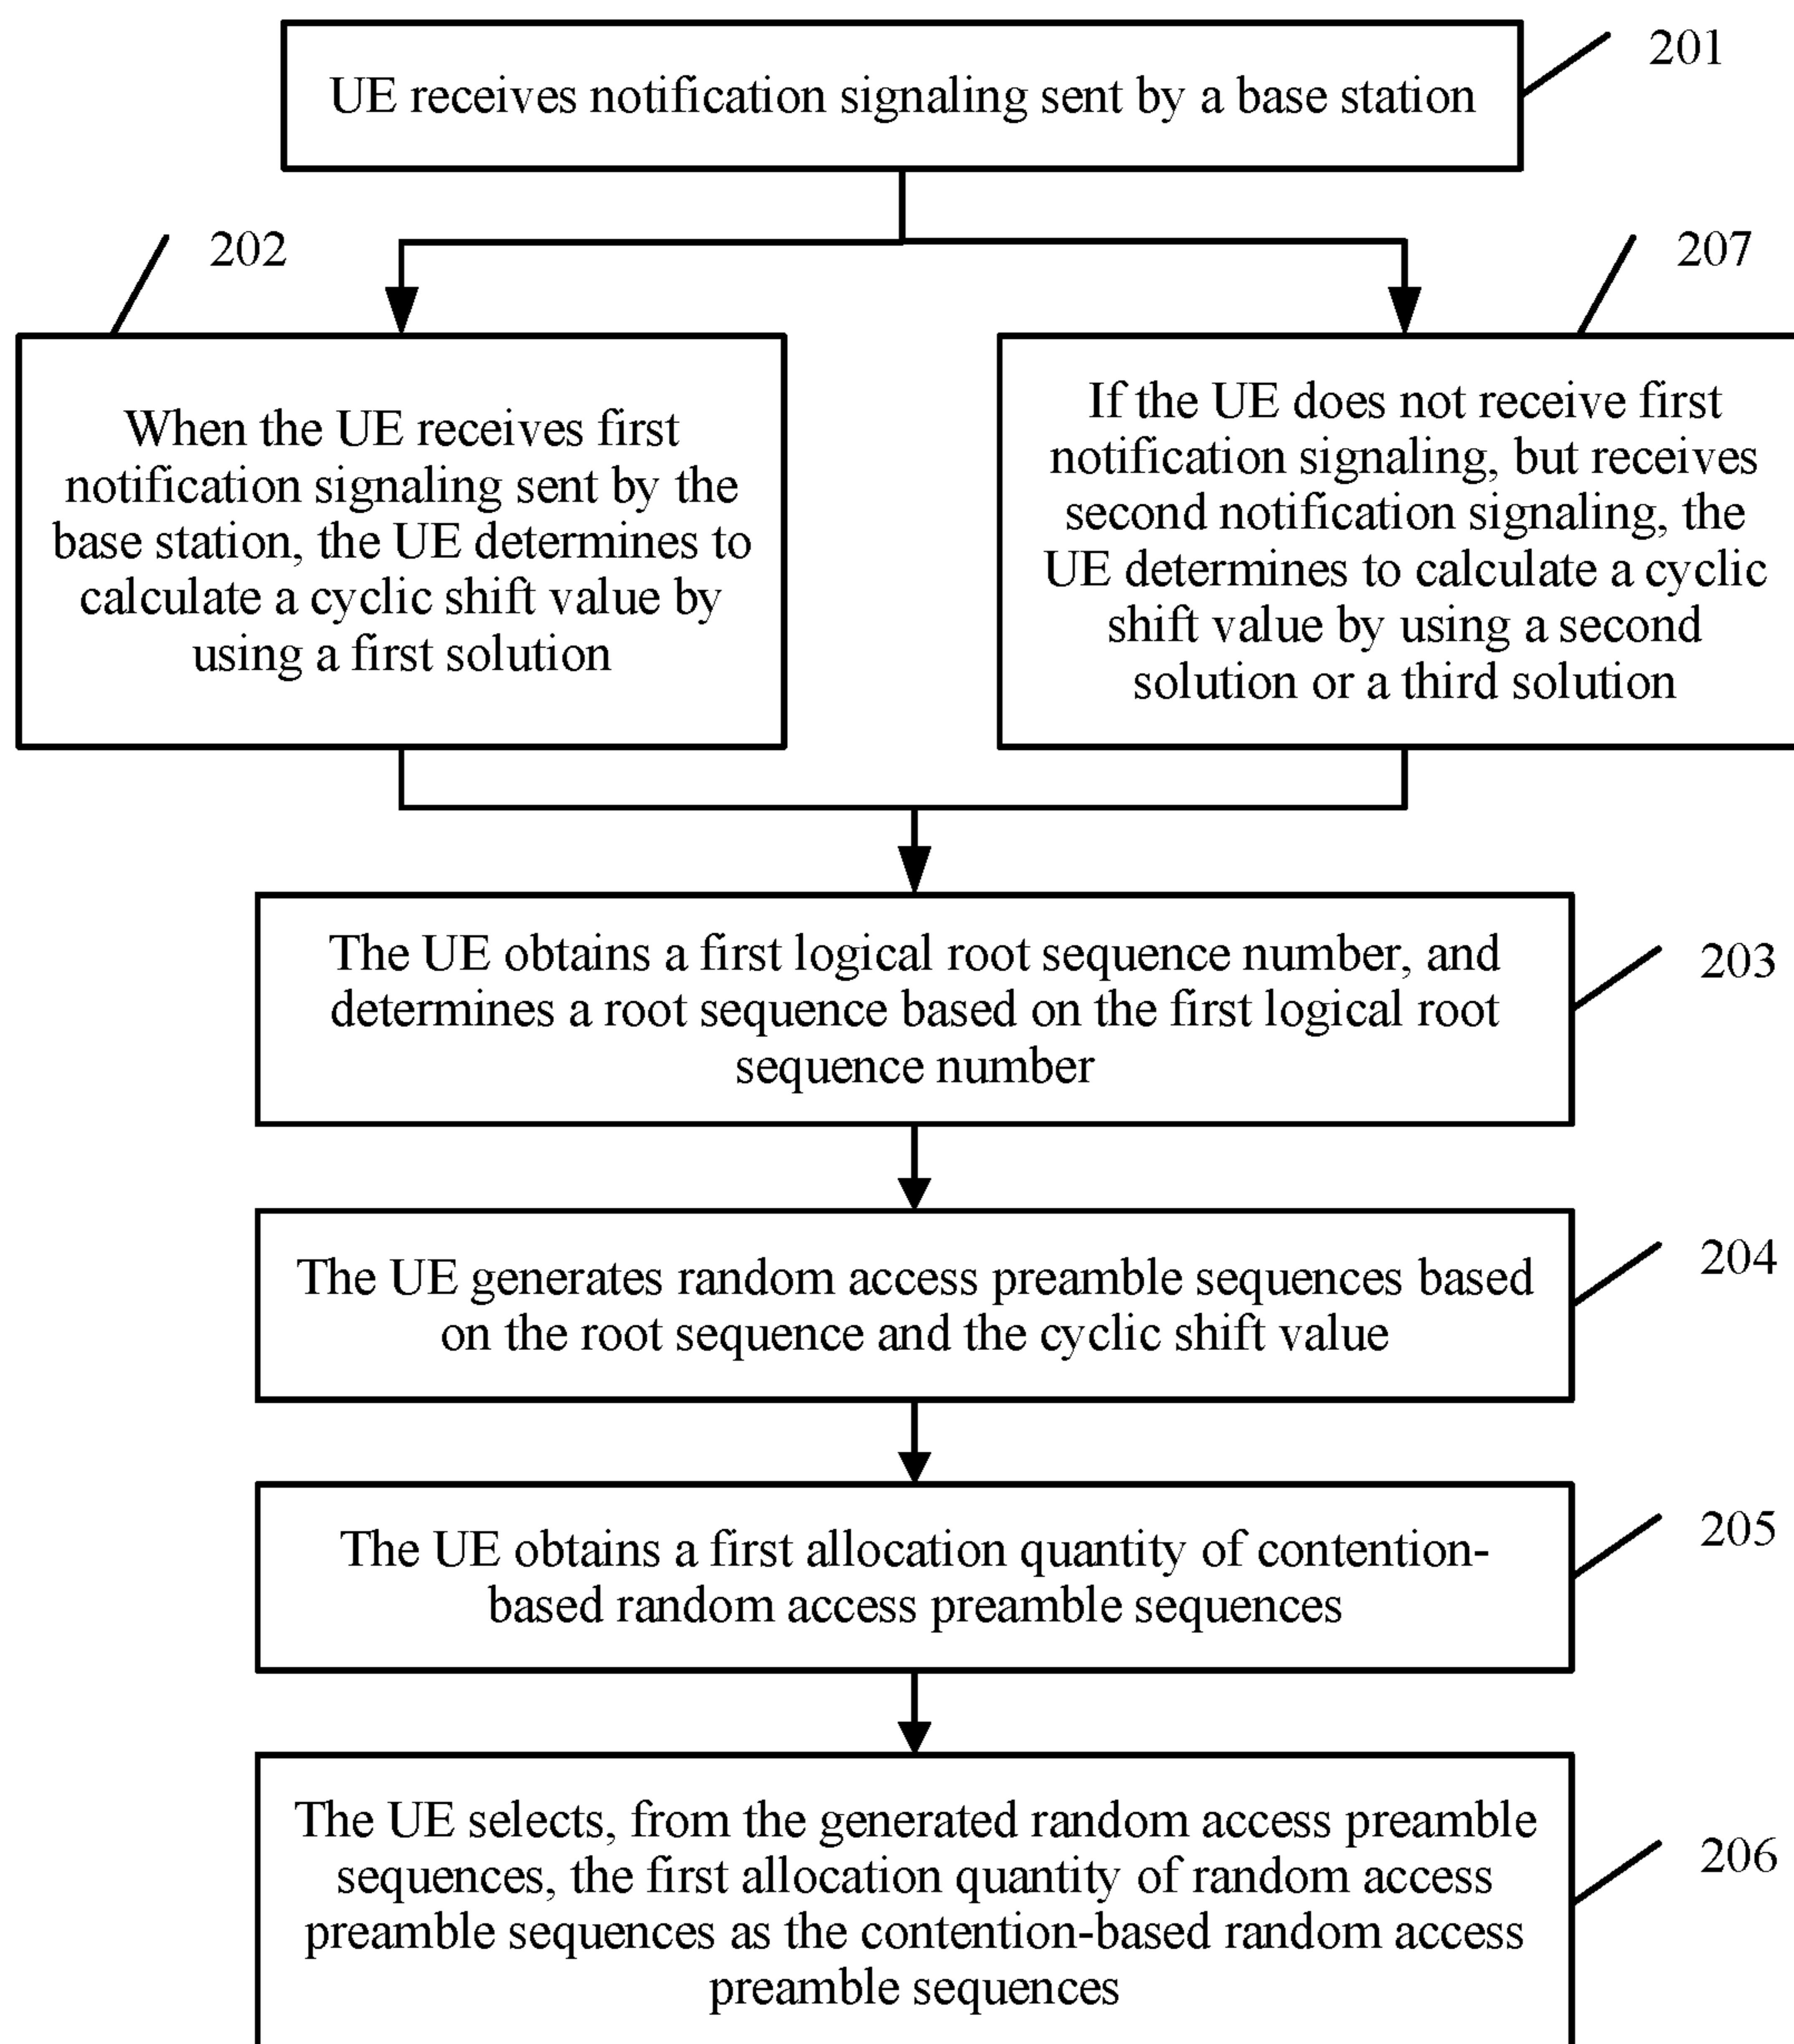 UE receives notification signaling sent by a base station
201
202
When the UE receives first
notification signaling sent by the
base station, the UE determines to
calculate a cyclic shift value by
using a first solution
207
If the UE does not receive first
notification signaling, but receives
second notification signaling, the
UE determines to calculate a cyclic
shift value by using a second
solution or a third solution
The UE obtains a first logical root sequence number, and
determines a root sequence based on the first logical root
sequence number
203
The UE generates random access preamble sequences based
on the root sequence and the cyclic shift value
204
The UE obtains a first allocation quantity of contention-
based random access preamble sequences
205
The UE selects, from the generated random access preamble
sequences, the first allocation quantity of random access
preamble sequences as the contention-based random access
preamble sequences
206